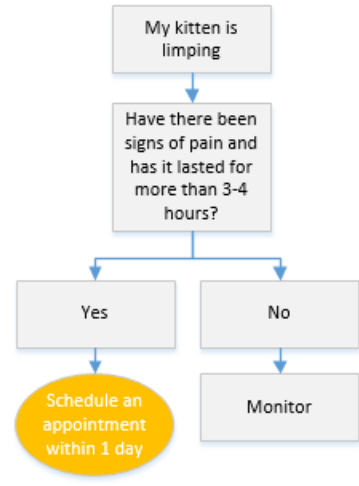 My kitten is
limping
Have there been
signs of pain and
has it lasted for
more than 3-4
hours?
Yes
No
Schedule an
appointment
within 1 day
Monitor